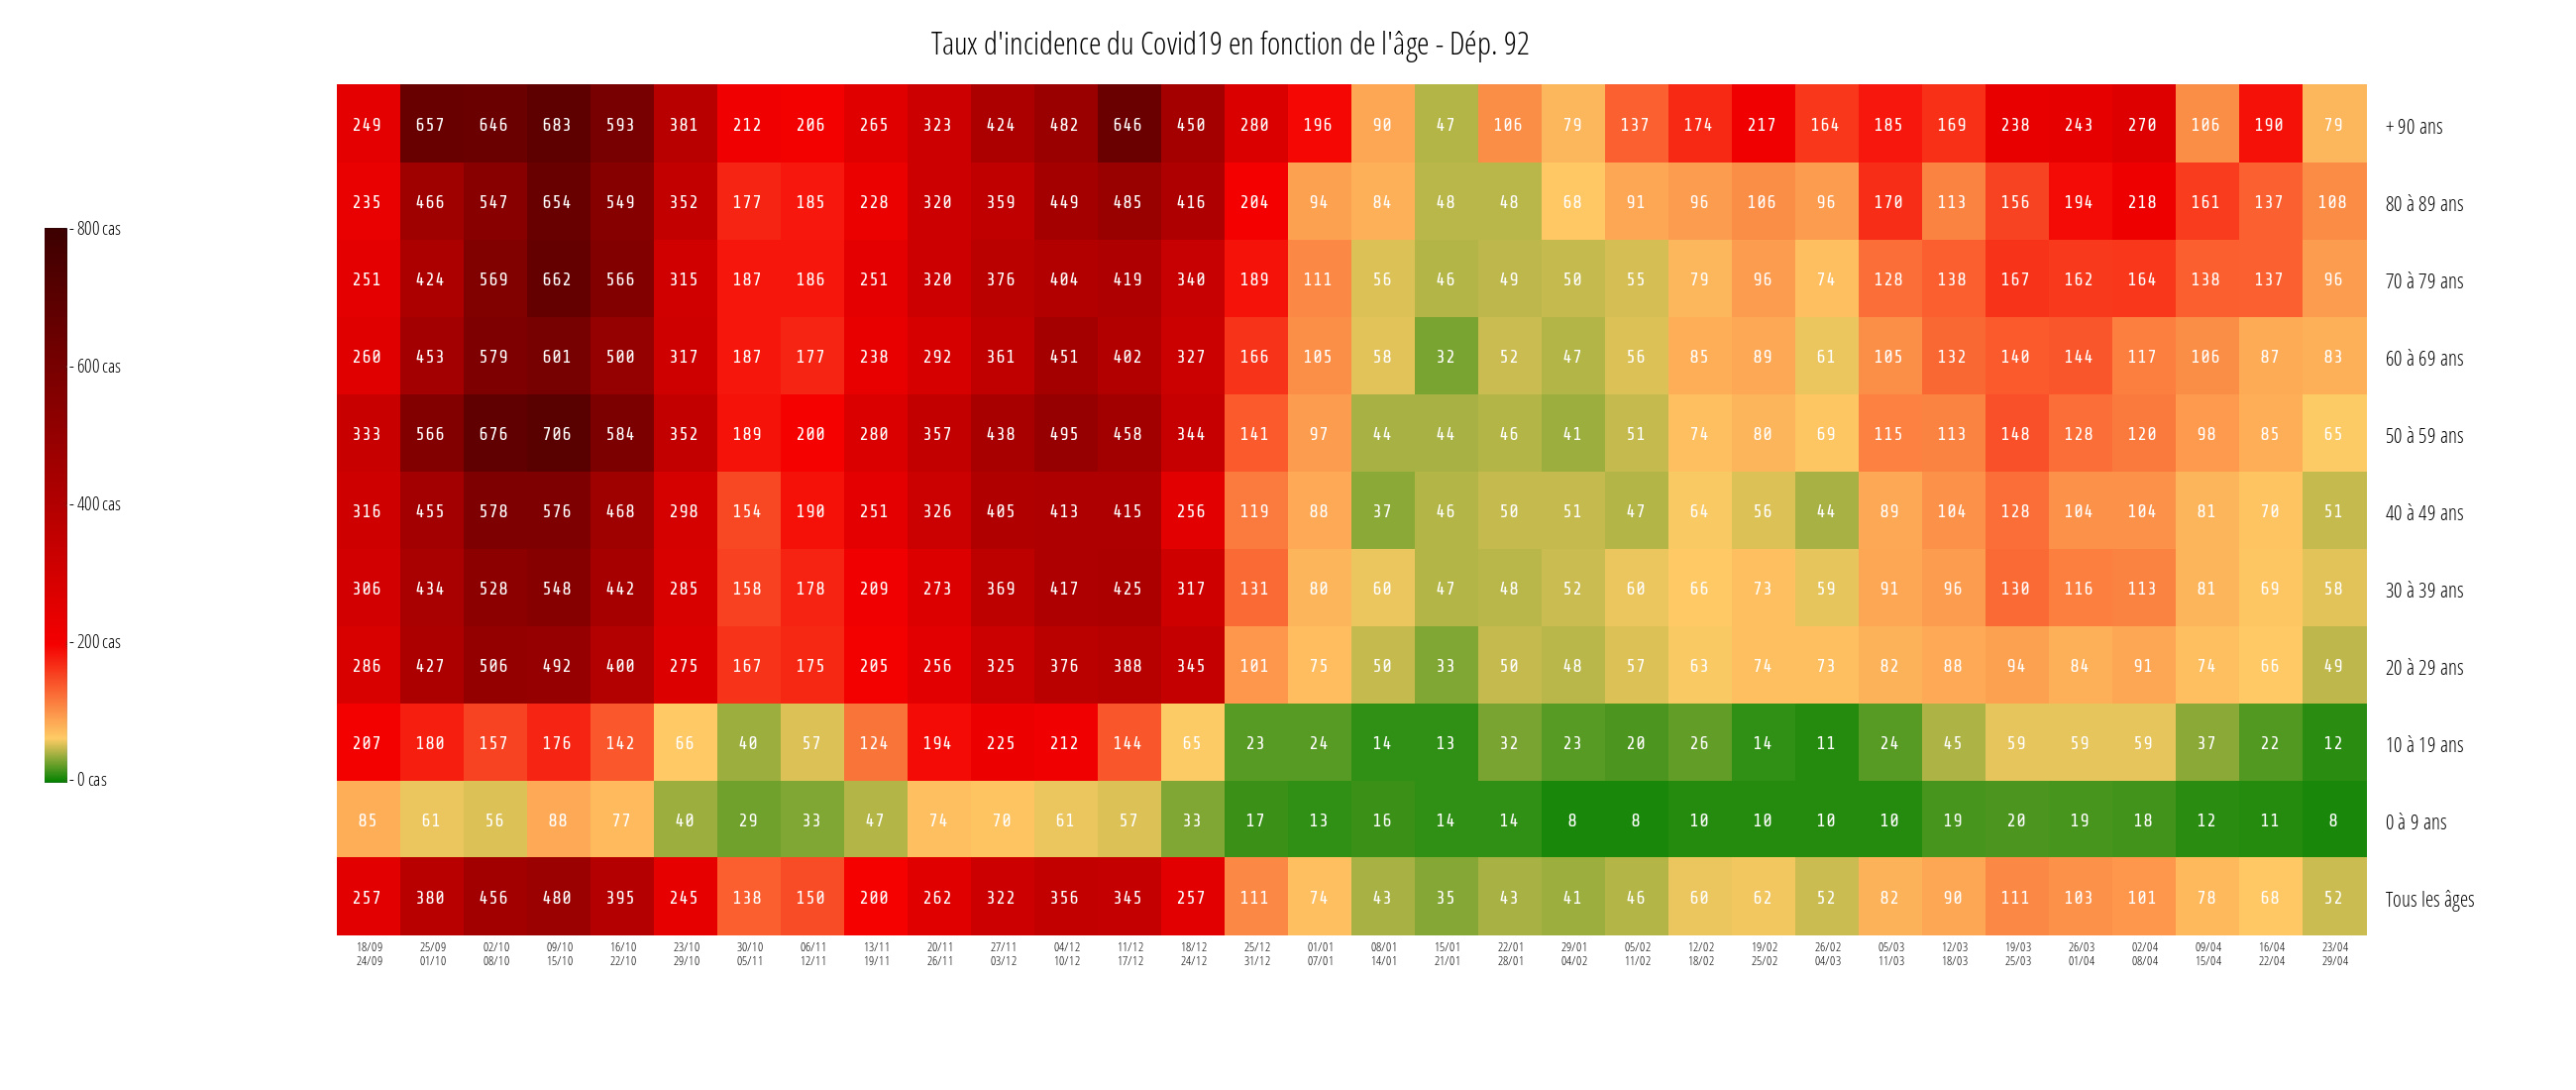 Taux d'incidence du Covid19 en fonction de l'âge - Dép. 92
- 800 cas
- 600 cas
- 400 cas
- 200 cas
- 0 cas
249 657 646 683 593 381 212 206 265 323 424 482 646 450 280 196 90 47 106 79 137 174 217 164 185 169 238 243 270 106 190 79 + 90 ans
235 466 547 654 549 352 177 185 228 320 359 449 485 416 204 94 84 48 48 68 91 96 106 96 170 113 156 194 218 161 137 108 80 à 89 ans
251 424 569 662 566 315 187 186 251 320 376 404 419 340 189 111 56 46 49 50 55 79 96 74 128 138 167 162 164 138 137 96 70 à 79 ans
260 453 579 601 500 317 187 177 238 292 361 451 402 327 166 105 58 32 52 47 56 85 89 61 105 132 140 144 117 106 87 83 60 à 69 ans
333 566 676 706 584 352 189 200 280 357 438 495 458 344 141 97 44 44 46 41 51 74 80 69 115 113 148 128 120 98 85 65 50 à 59 ans
316 455 578 576 468 298 154 190 251 326 405 413 415 256 119 88 37 46 50 51 47 64 56 44 89 104 128 104 104 81 70 51 40 à 49 ans
306 434 528 548 442 285 158 178 209 273 369 417 425 317 131 80 60 47 48 52 60 66 73 59 91 96 130 116 113 81 69 58 30 à 39 ans
286 427 506 492 400 275 167 175 205 256 325 376 388 345 101 75 50 33 50 48 57 63 74 73 82 88 94 84 91 74 66 49 20 à 29 ans
207 180 157 176 142 66 40 57 124 194 225 212 144 65 23 24 14 13 32 23 20 26 14 11 24 45 59 59 59 37 22 12 10 à 19 ans
85 61 56 88 77 40 29 33 47 74 70 61 57 33 17 13 16 14 14 8 8 10 10 10 10 19 20 19 18 12 11 8 0 à 9 ans
257 380 456 480 395 245 138 150 200 262 322 356 345 257 111 74 43 35 43 41 46 60 62 52 82 90 111 103 101 78 68 52 Tous les âges
18/09 25/09 02/10 09/10 16/10 23/10 30/10 06/11 13/11 20/11 27/11 04/12 11/12 18/12 25/12 01/01 08/01 15/01 22/01 29/01 05/02 12/02 19/02 26/02 05/03 12/03 19/03 26/03 02/04 09/04 16/04 23/04
24/09 01/10 08/10 15/10 22/10 29/10 05/11 12/11 19/11 26/11 03/12 10/12 17/12 24/12 31/12 07/01 14/01 21/01 28/01 04/02 11/02 18/02 25/02 04/03 11/03 18/03 25/03 01/04 08/04 15/04 22/04 29/04